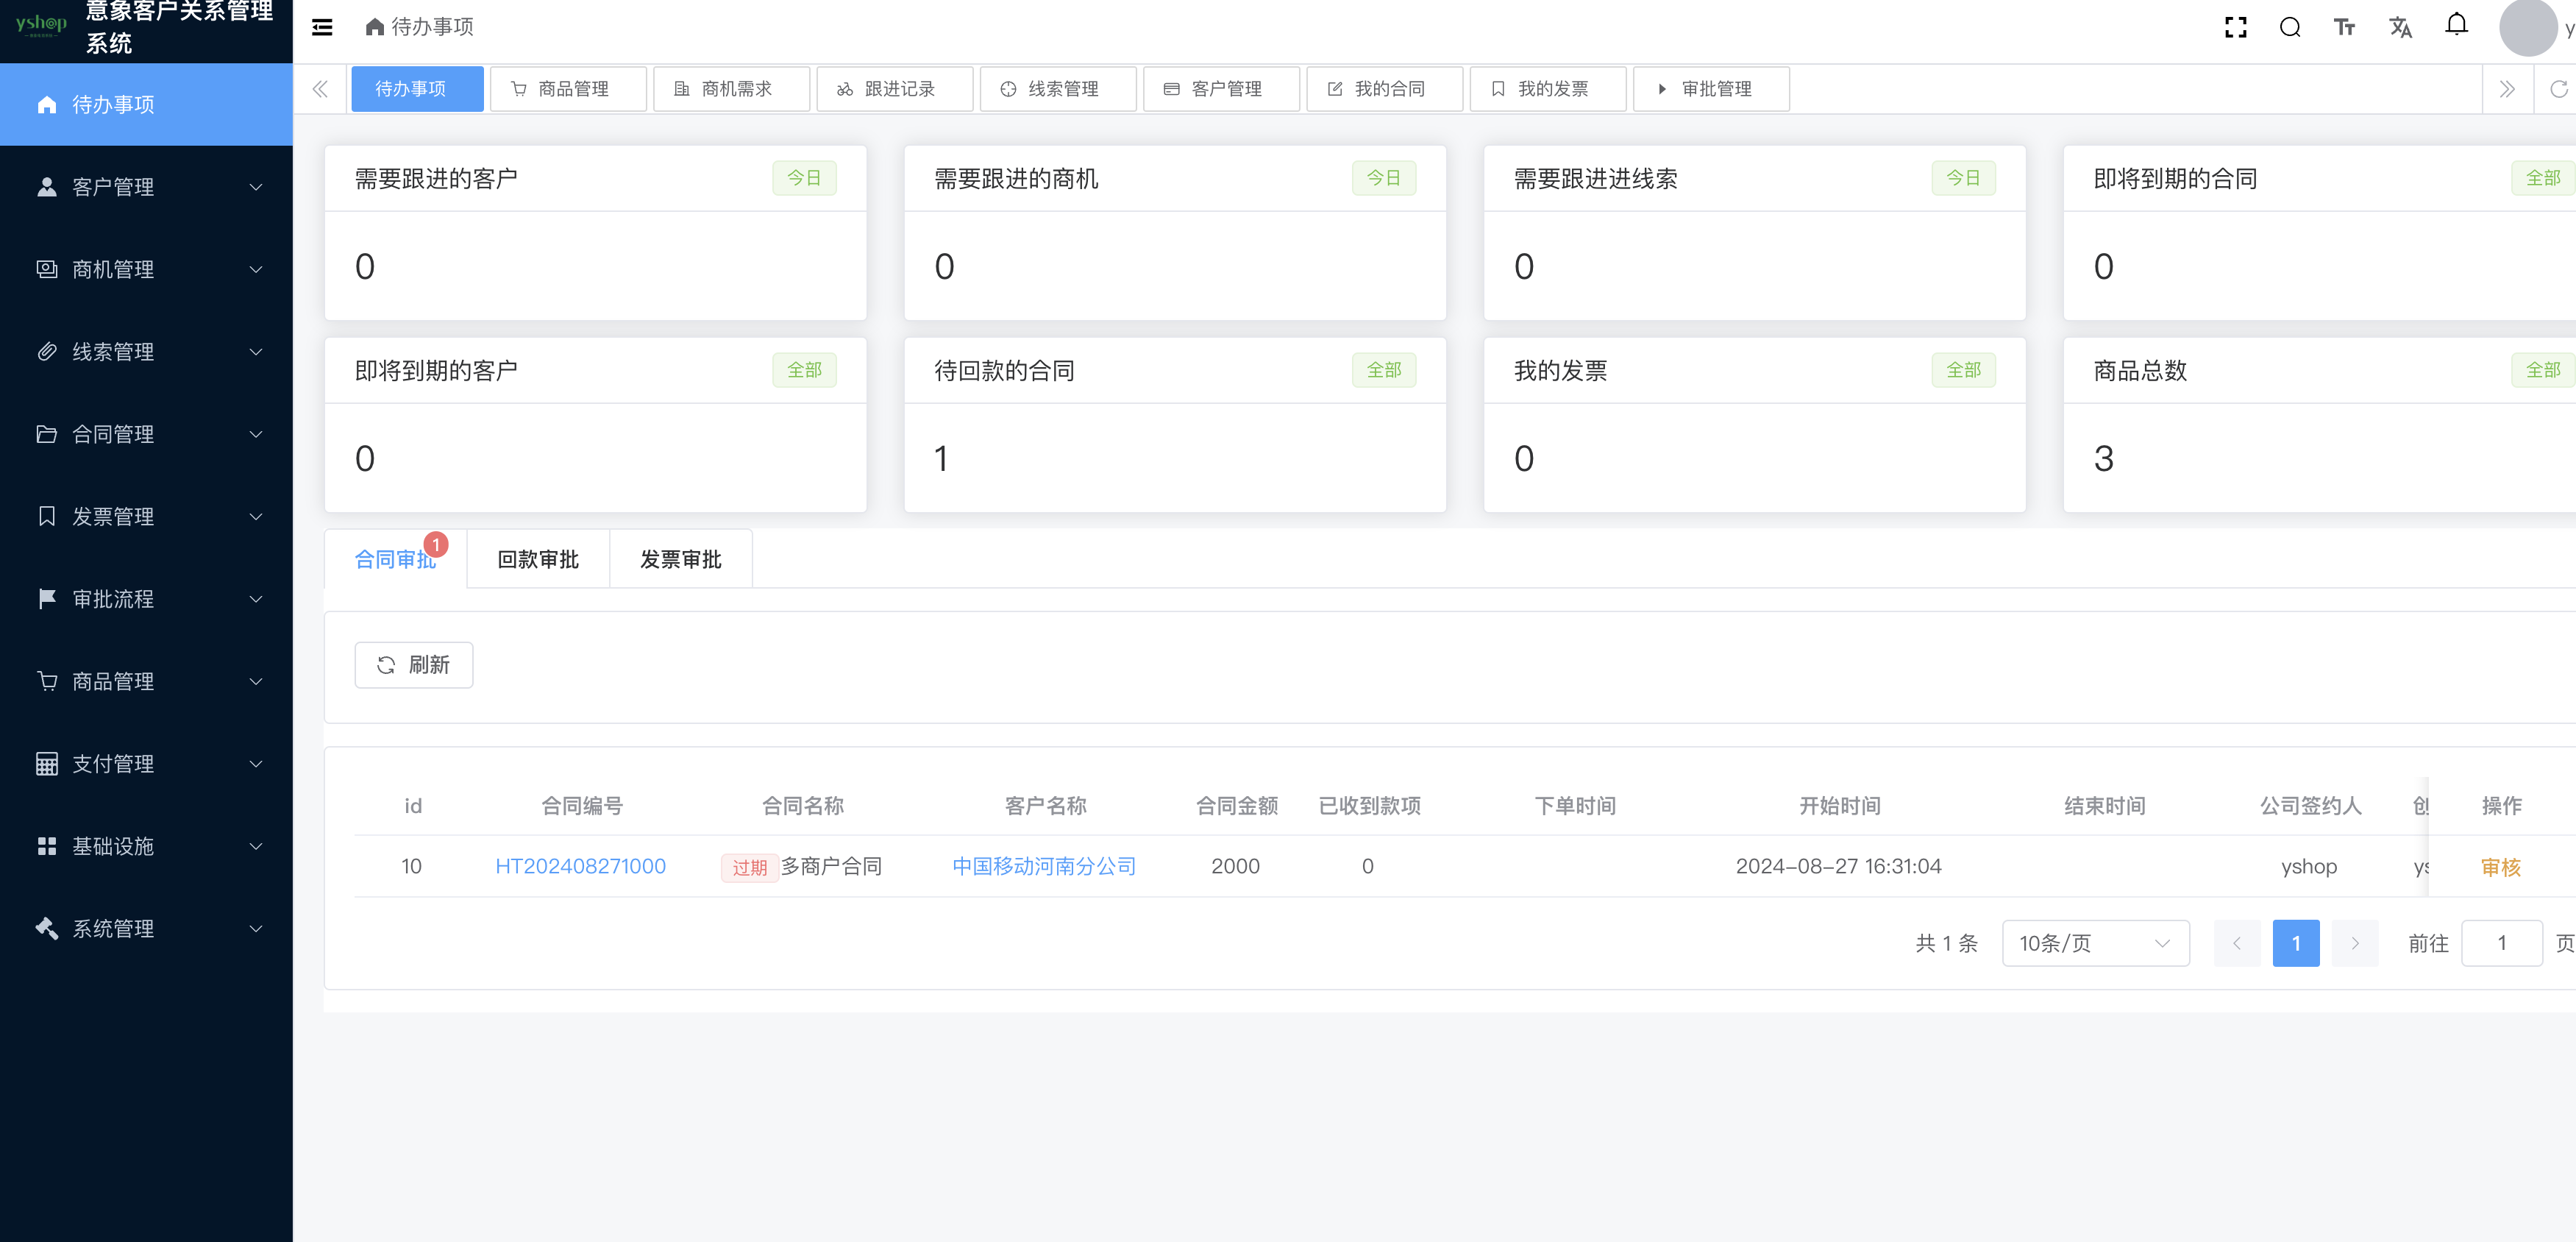 yshop
意象客户关系管理
系统
待办事项
客户管理
商机管理
线索管理
合同管理
发票管理
审批流程
商品管理
支付管理
基础设施
系统管理
待办事项
y
待办事项 商品管理 商机需求 跟进记录 线索管理 客户管理 我的合同 我的发票 审批管理
需要跟进的客户 今日
0
需要跟进的商机 今日
0
需要跟进进线索 今日
0
即将到期的合同 全部
0
即将到期的客户 全部
0
待回款的合同 全部
1
我的发票 全部
0
商品总数 全部
3
合同审批 1 回款审批 发票审批
刷新
id 合同编号 合同名称 客户名称 合同金额 已收到款项 下单时间 开始时间 结束时间 公司签约人 创 操作
10 HT202408271000 过期 多商户合同 中国移动河南分公司 2000 0 2024-08-27 16:31:04 yshop ys 审核
共 1 条 10条/页 1 前往 1 页